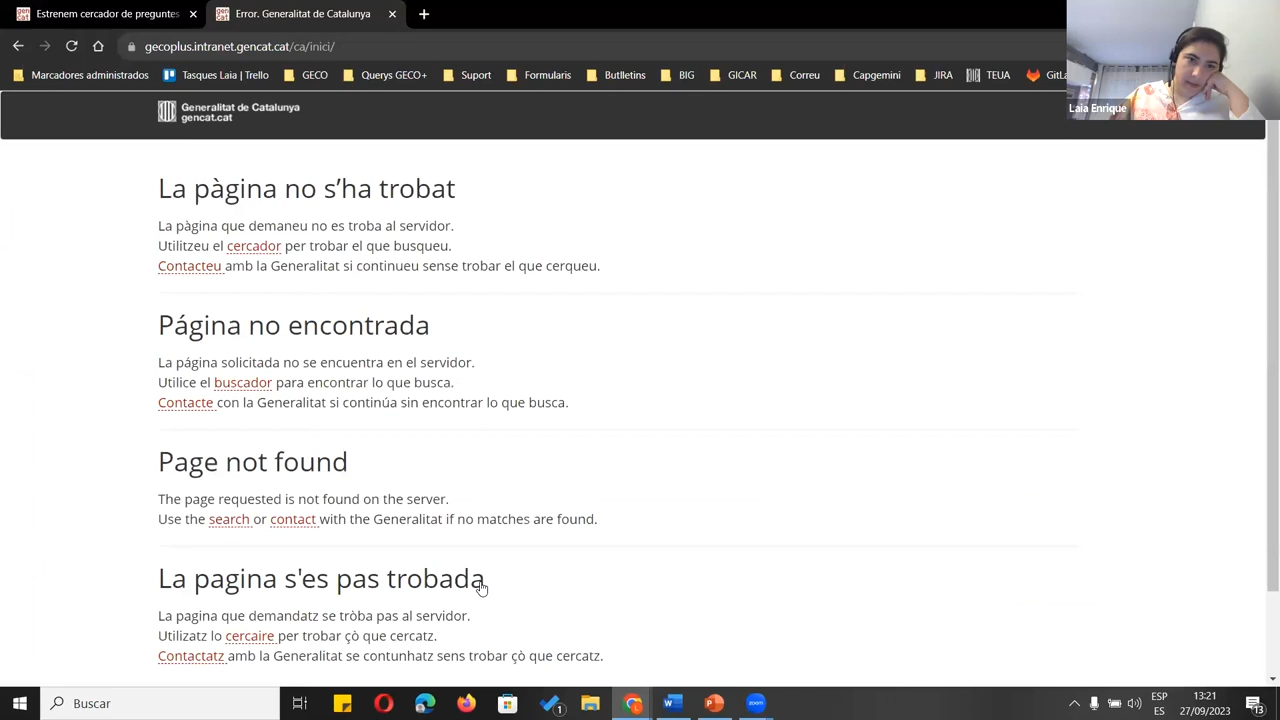 Estrenem cercador de preguntes
Error. Generalitat de Catalunya
gecoplus.intranet.gencat.cat/ca/inici/
Marcadores administrados
Tasques Laia | Trello
GECO
Querys GECO+
Suport
Formularis
Butlletins
BIG
GICAR
Correu
Capgemini
JIRA
TEUA
Laia Enrique
Generalitat de Catalunya
gencat.cat
La pàgina no s’ha trobat
La pàgina que demaneu no es troba al servidor.
Utilitzeu el cercador per trobar el que busqueu.
Contacteu amb la Generalitat si continueu sense trobar el que cerqueu.
Página no encontrada
La página solicitada no se encuentra en el servidor.
Utilice el buscador para encontrar lo que busca.
Contacte con la Generalitat si continúa sin encontrar lo que busca.
Page not found
The page requested is not found on the server.
Use the search or contact with the Generalitat if no matches are found.
La pagina s'es pas trobada
La pagina que demandatz se tròba pas al servidor.
Utilizatz lo cercaire per trobar çò que cercatz.
Contactatz amb la Generalitat se contunhatz sens trobar çò que cercatz.
Buscar
1
ESP
ES
13:21
27/09/2023
13